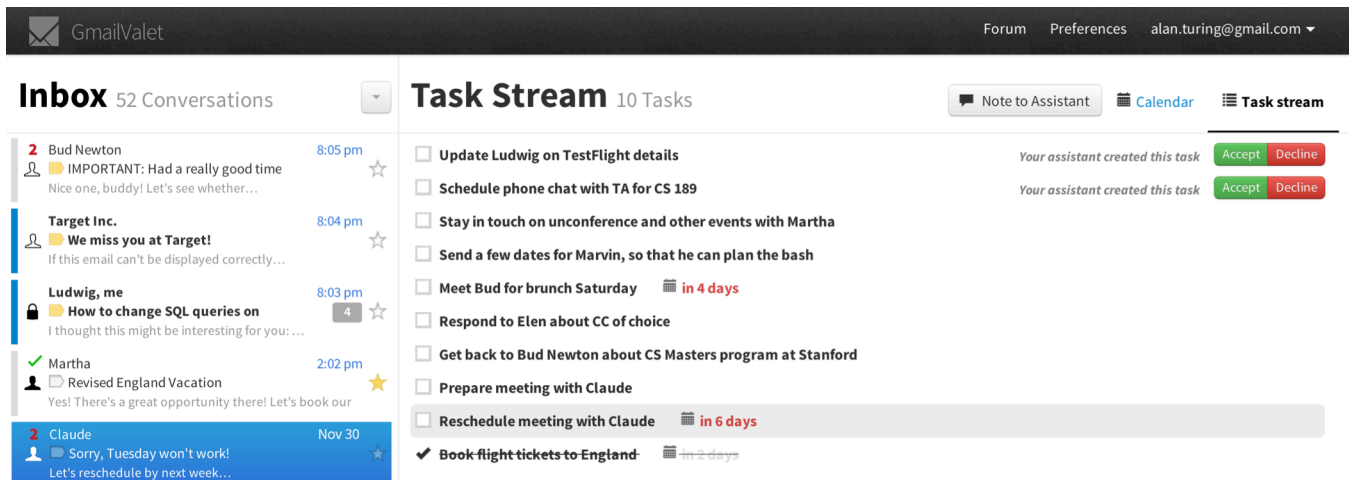 GmailValet
Forum Preferences alan.turing@gmail.com
Inbox 52 Conversations
2 Bud Newton 8:05 pm
IMPORTANT: Had a really good time
Nice one, buddy! Let's see whether…
Target Inc. 8:04 pm
We miss you at Target!
If this email can't be displayed correctly…
Ludwig, me 8:03 pm
How to change SQL queries on 4
I thought this might be interesting for you: …
Martha 2:02 pm
Revised England Vacation
Yes! There's a great opportunity there! Let's book our
2 Claude Nov 30
Sorry, Tuesday won't work!
Let's reschedule by next week…
Task Stream 10 Tasks
Note to Assistant Calendar Task stream
Update Ludwig on TestFlight details Your assistant created this task Accept Decline
Schedule phone chat with TA for CS 189 Your assistant created this task Accept Decline
Stay in touch on unconference and other events with Martha
Send a few dates for Marvin, so that he can plan the bash
Meet Bud for brunch Saturday in 4 days
Respond to Elen about CC of choice
Get back to Bud Newton about CS Masters program at Stanford
Prepare meeting with Claude
Reschedule meeting with Claude in 6 days
Book flight tickets to England in 2 days